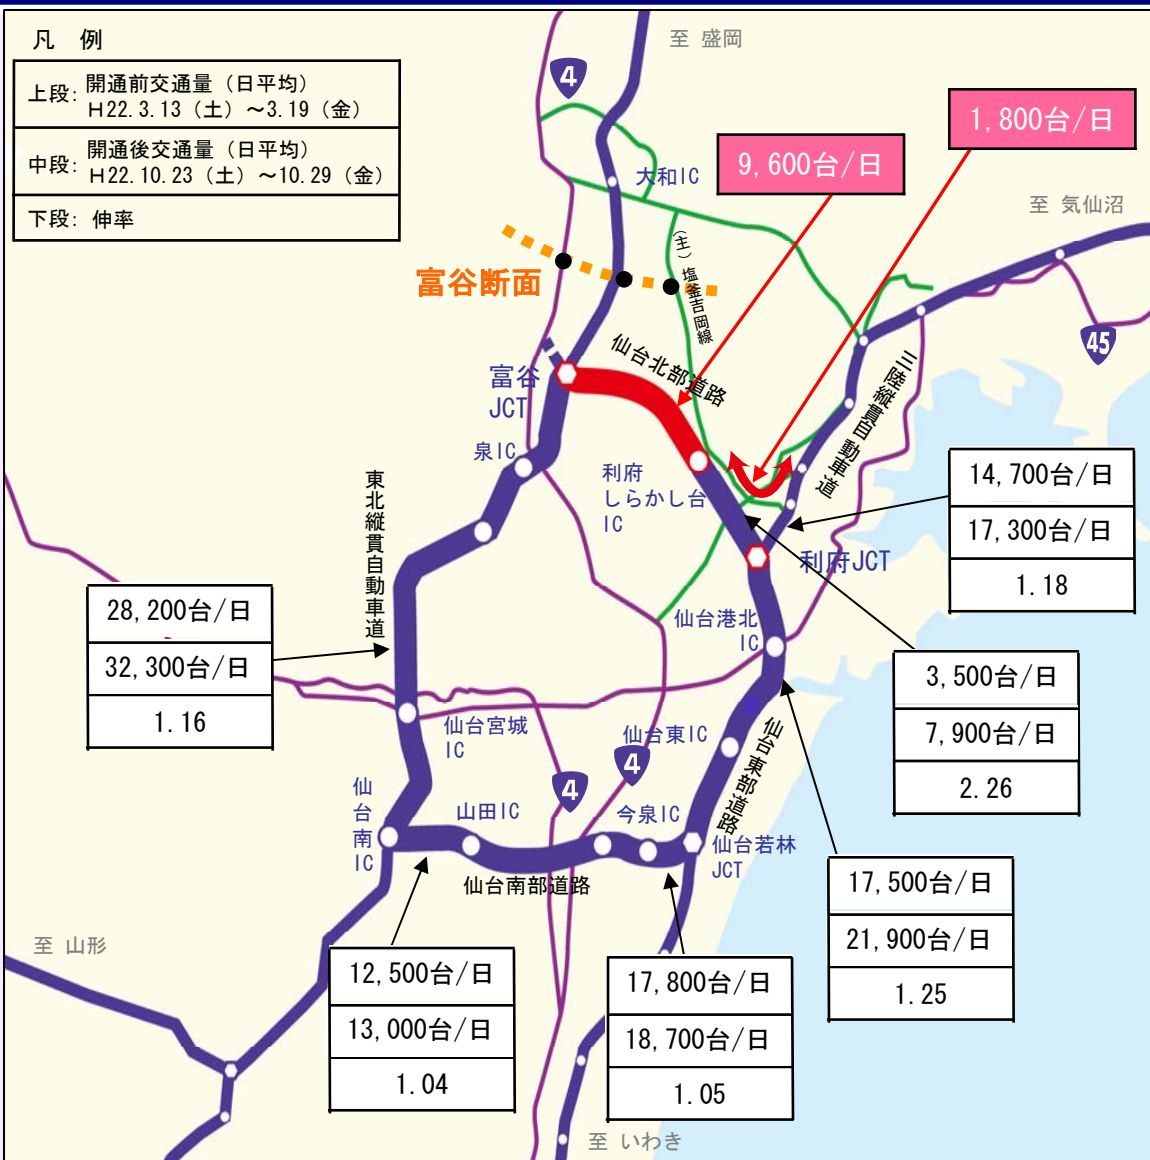 凡 例
上段: 開通前交通量（日平均）
H22.3.13（土）～3.19（金）
中段: 開通後交通量（日平均）
H22.10.23（土）～10.29（金）
下段: 伸率
至 盛岡
4
1,800台/日
9,600台/日
大和IC
至 気仙沼
（主）塩釜吉岡線
富谷断面
45
仙台北部道路
富谷
JCT
三陸縦貫自動車道
泉IC
利府
しらかし台
IC
東北縦貫自動車道
14,700台/日
17,300台/日
1.18
利府JCT
28,200台/日
32,300台/日
1.16
仙台港北
IC
3,500台/日
7,900台/日
2.26
仙台宮城
IC
仙台東IC
仙台東部道路
4
4
仙台南IC
山田IC
今泉IC
仙台若林
JCT
仙台南部道路
17,500台/日
21,900台/日
1.25
至 山形
12,500台/日
13,000台/日
1.04
17,800台/日
18,700台/日
1.05
至 いわき